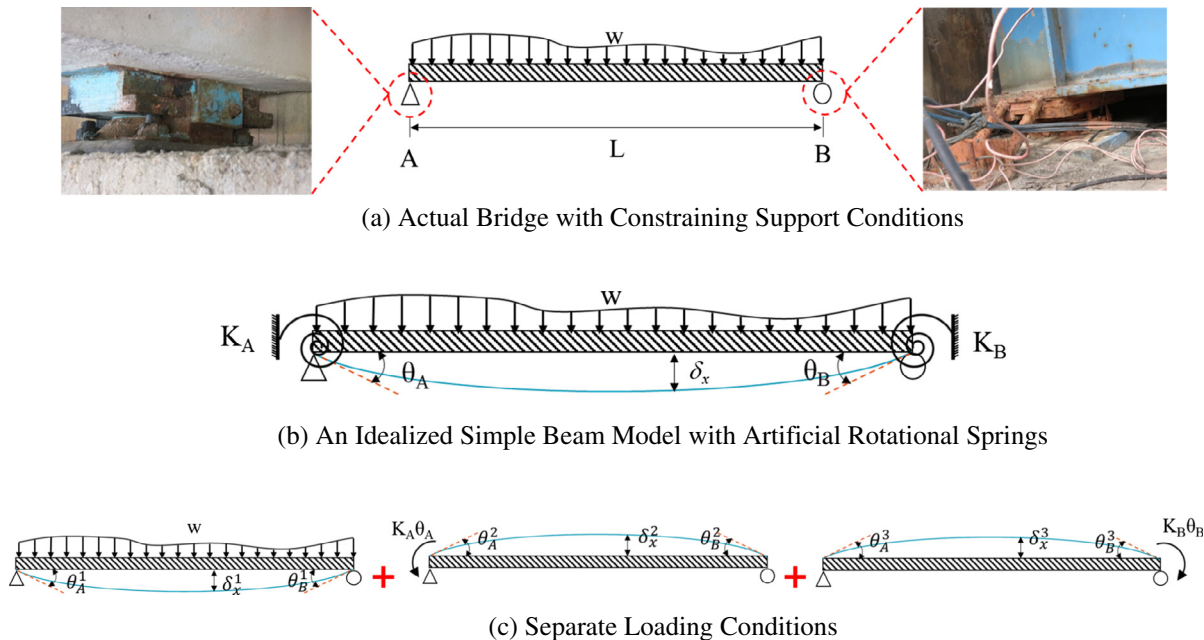 w
A
L
B
(a) Actual Bridge with Constraining Support Conditions
w
K_A
θ_A
δ_x
θ_B
K_B
(b) An Idealized Simple Beam Model with Artificial Rotational Springs
w
θ_A^1
δ_x^1
θ_B^1
+
K_Aθ_A
θ_A^2
δ_x^2
θ_B^2
+
θ_A^3
δ_x^3
θ_B^3
K_Bθ_B
(c) Separate Loading Conditions